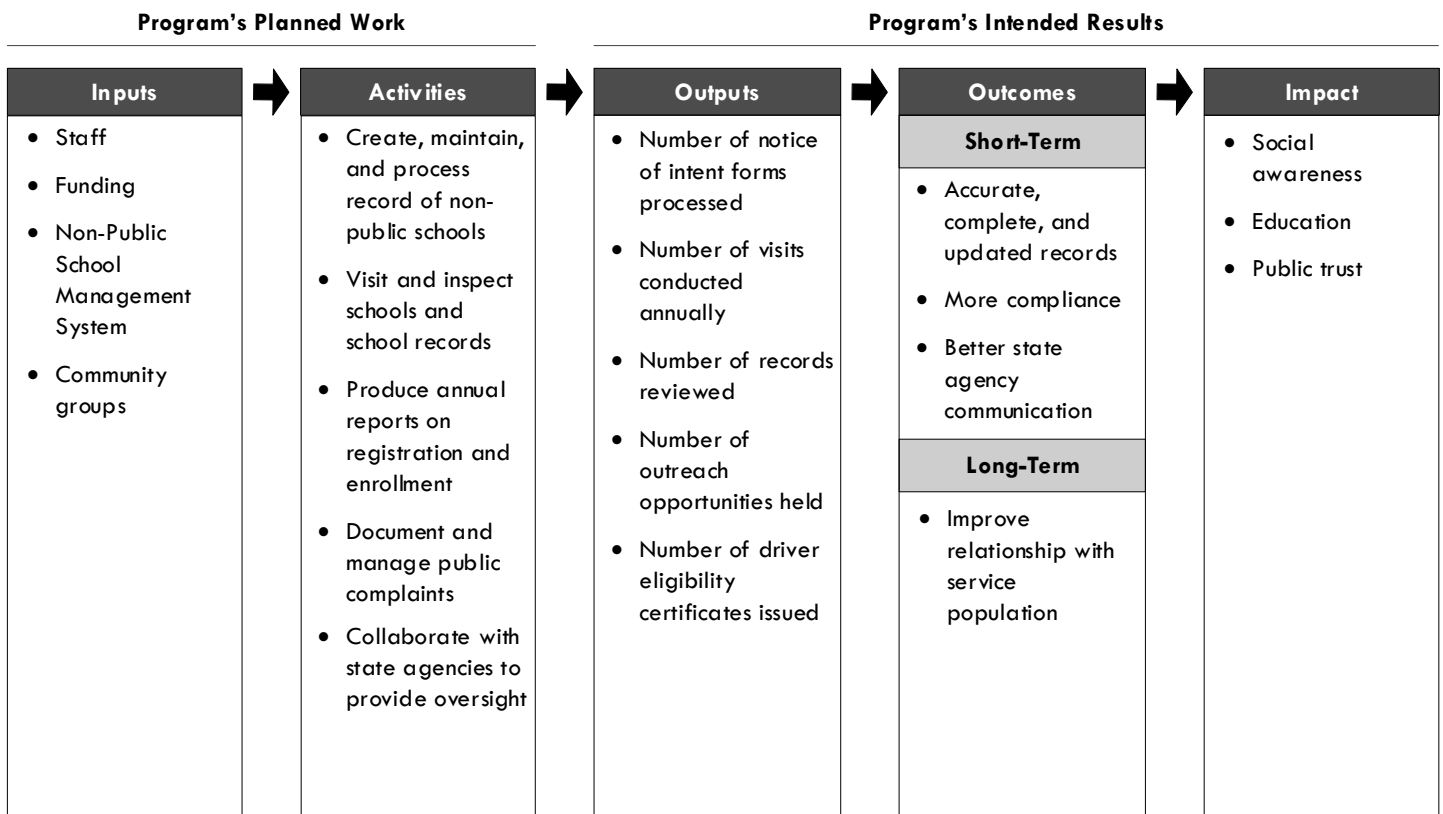 Program's Planned Work
Program's Intended Results
Inputs
• Staff
• Funding
• Non-Public
School
Management
System
• Community
groups
Activities
• Create, maintain,
and process
record of non-
public schools
• Visit and inspect
schools and
school records
• Produce annual
reports on
registration and
enrollment
• Document and
manage public
complaints
• Collaborate with
state agencies to
provide oversight
Outputs
• Number of notice
of intent forms
processed
• Number of visits
conducted
annually
• Number of records
reviewed
• Number of
outreach
opportunities held
• Number of driver
eligibility
certificates issued
Outcomes
Short-Term
• Accurate,
complete, and
updated records
• More compliance
• Better state
agency
communication
Long-Term
• Improve
relationship with
service
population
Impact
• Social
awareness
• Education
• Public trust